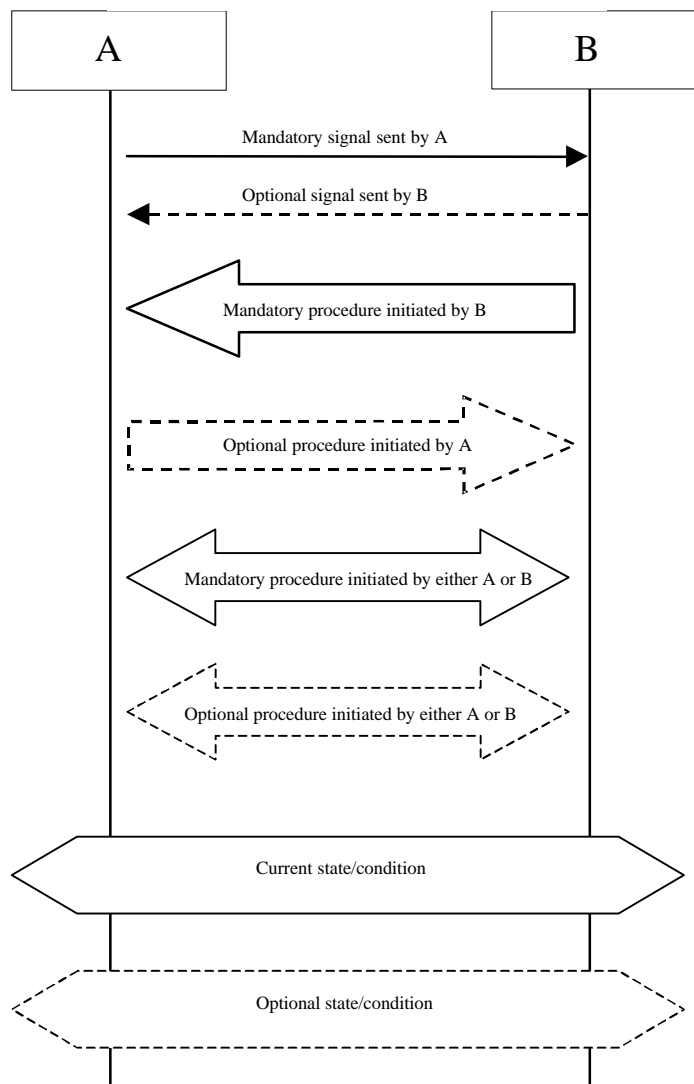 A
B
Mandatory signal sent by A
Optional signal sent by B
Mandatory procedure initiated by B
Optional procedure initiated by A
Mandatory procedure initiated by either A or B
Optional procedure initiated by either A or B
Current state/condition
Optional state/condition